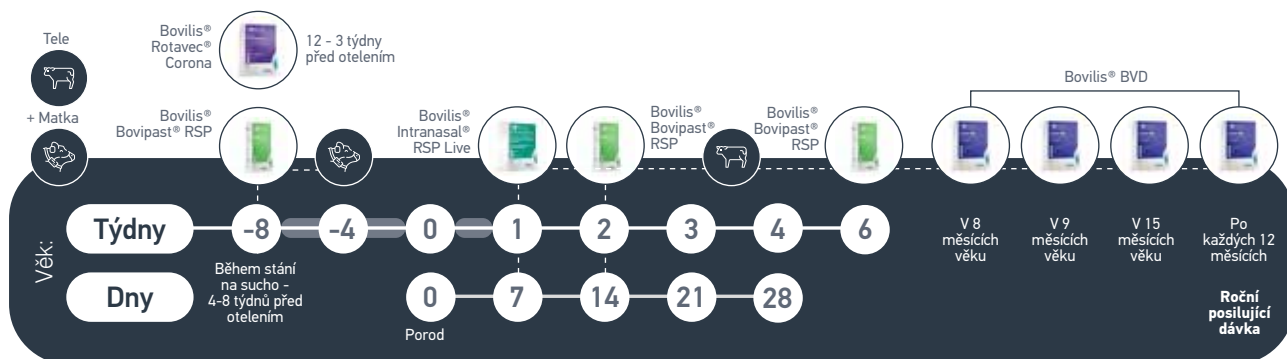 Tele
+ Matka
Bovilis®
Rotavec®
Corona
12 - 3 týdny
před otelením
Bovilis®
Bovipast® RSP
Bovilis®
Intranasal®
RSP Live
Bovilis®
Bovipast®
RSP
Bovilis®
Bovipast®
RSP
Bovilis® BVD
Věk:
Týdny
-8
-4
0
1
2
3
4
6
V 8
měsících
věku
V 9
měsících
věku
V 15
měsících
věku
Po
každých 12
měsících
Během stání
na sucho -
4-8 týdnů před
otelením
Dny
0
7
14
21
28
Porod
Roční
posilující
dávka